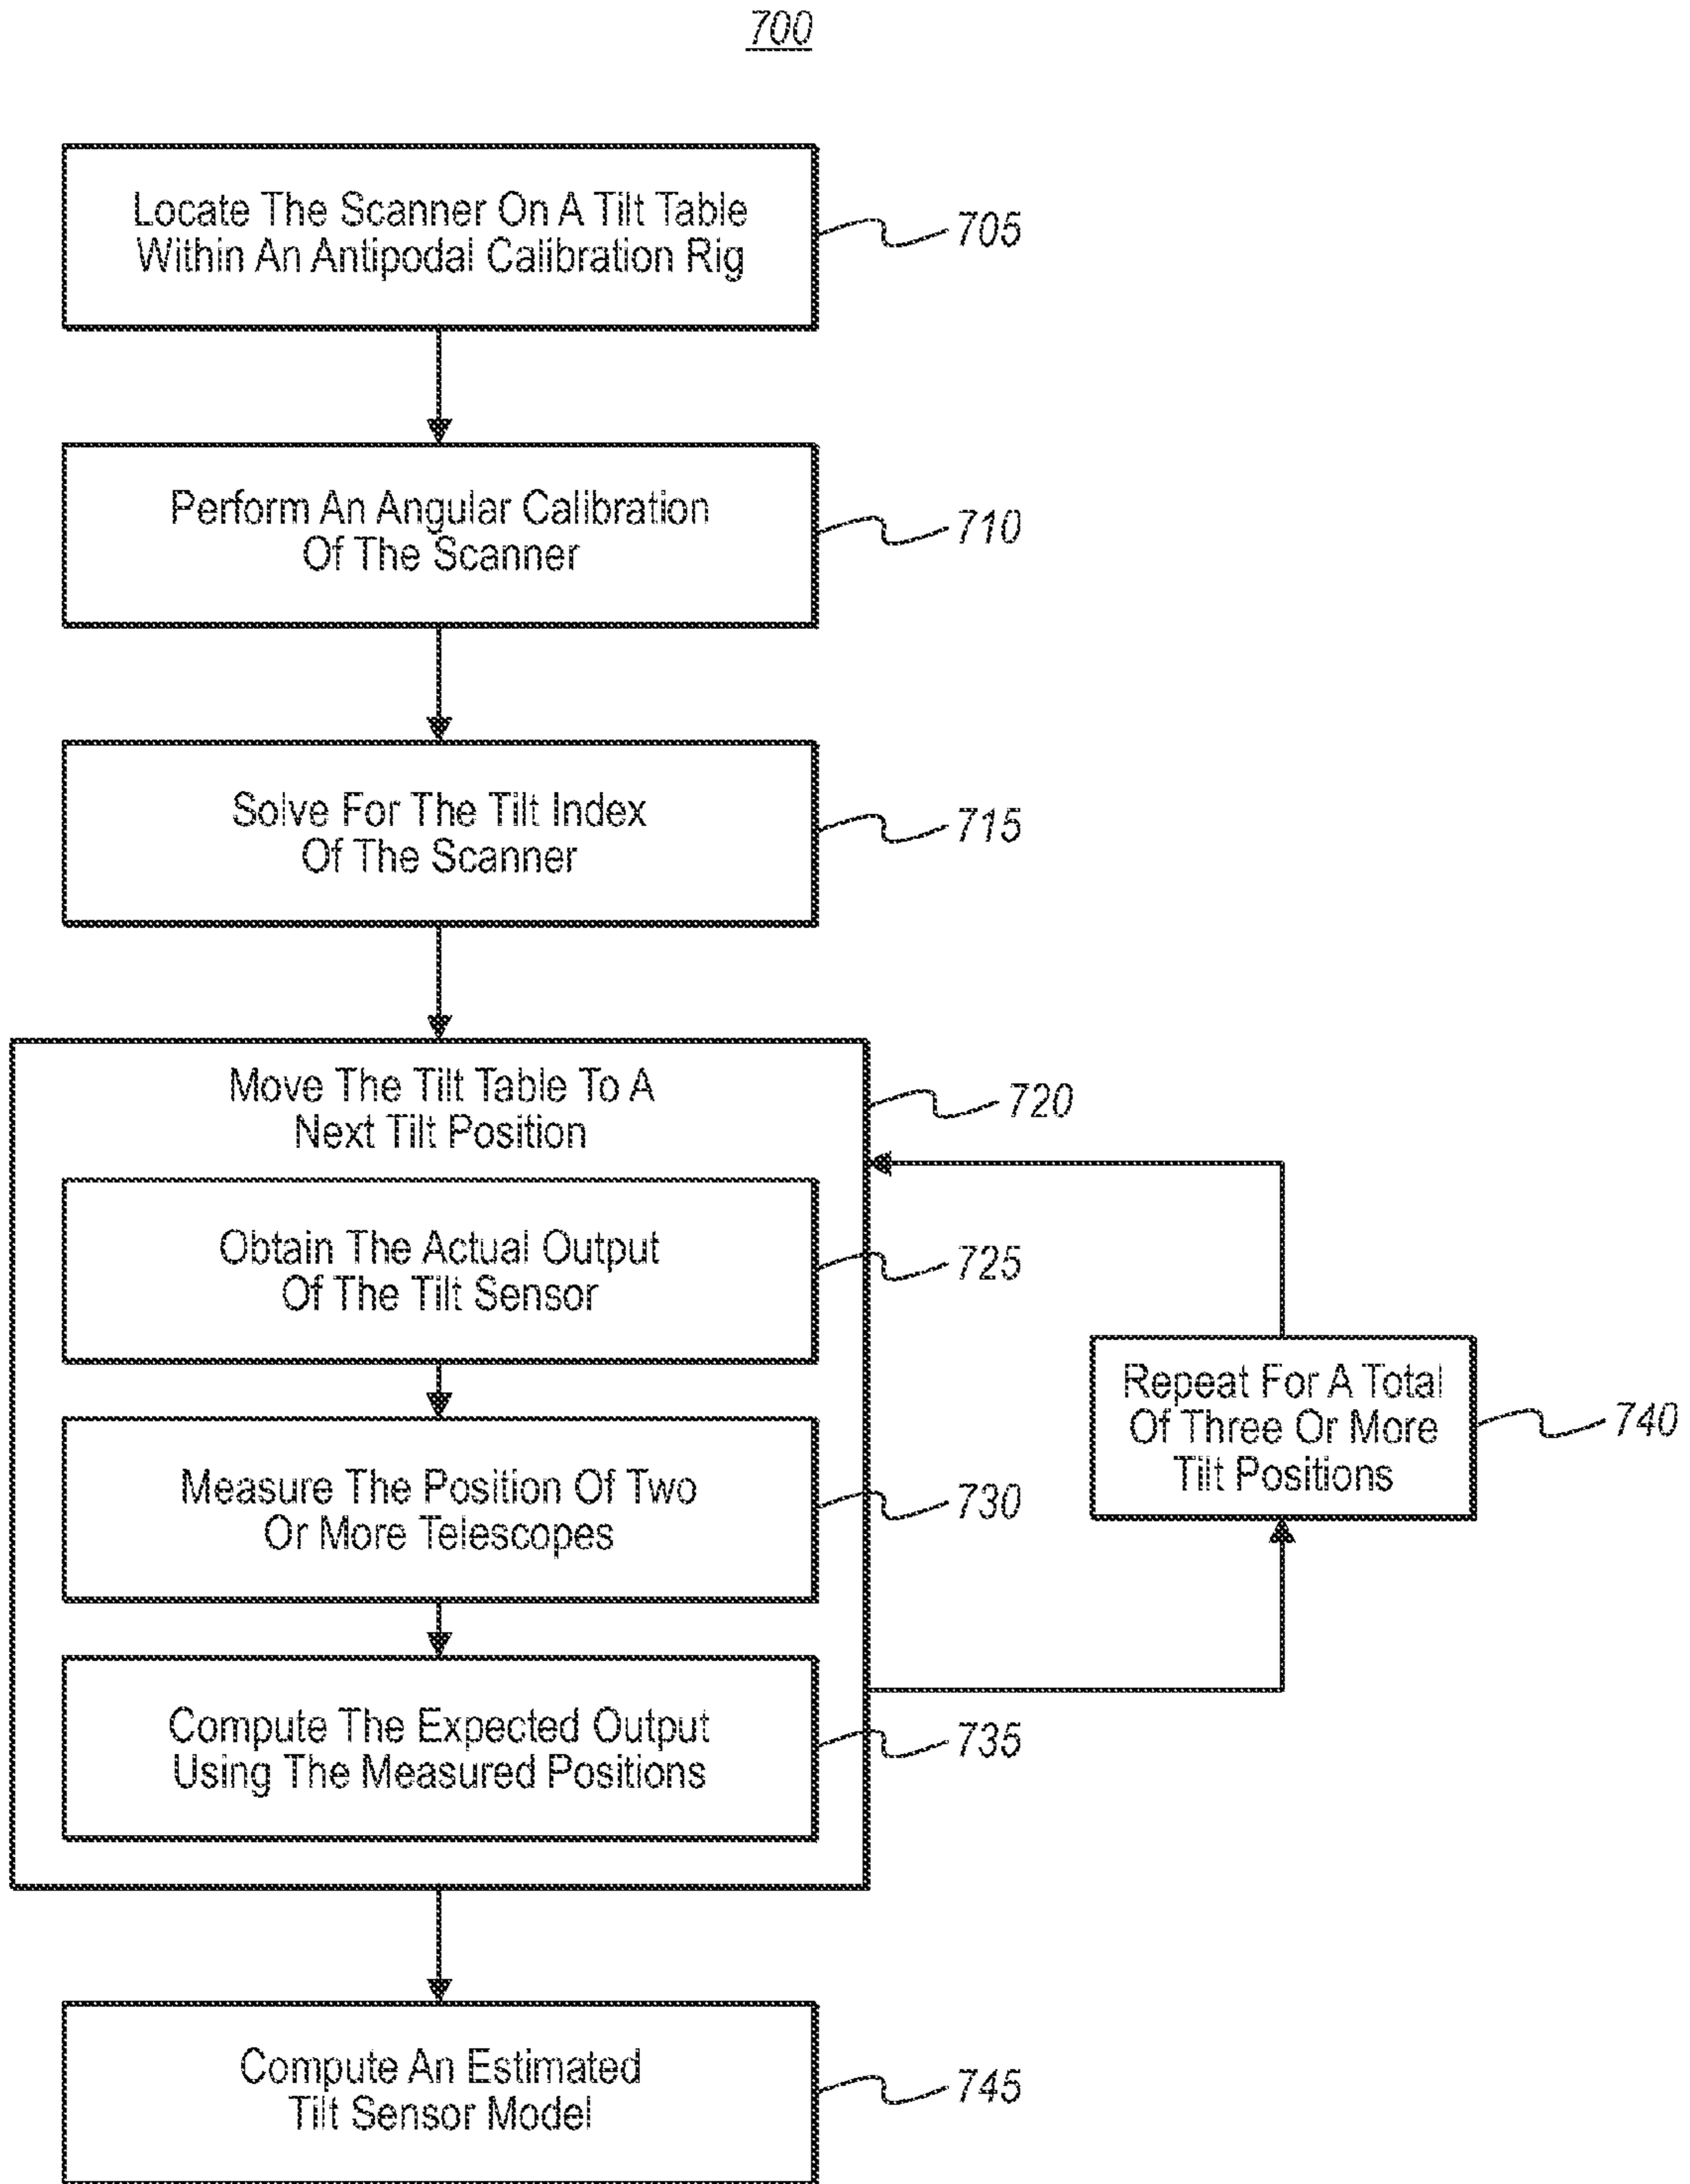 700
Locate The Scanner On A Tilt Table
Within An Antipodal Calibration Rig
705
Perform An Angular Calibration
Of The Scanner
710
Solve For The Tilt Index
Of The Scanner
715
Move The Tilt Table To A
Next Tilt Position
720
Obtain The Actual Output
Of The Tilt Sensor
725
Measure The Position Of Two
Or More Telescopes
730
Compute The Expected Output
Using The Measured Positions
735
Repeat For A Total
Of Three Or More
Tilt Positions
740
Compute An Estimated
Tilt Sensor Model
745